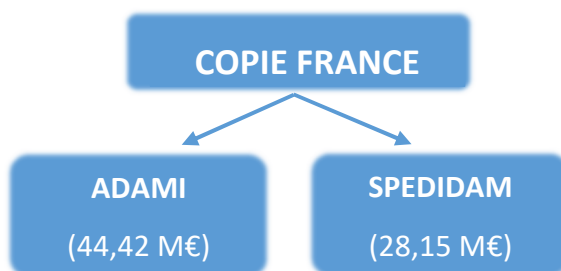 COPIE FRANCE
ADAMI
(44,42 M€)
SPEDIDAM
(28,15 M€)